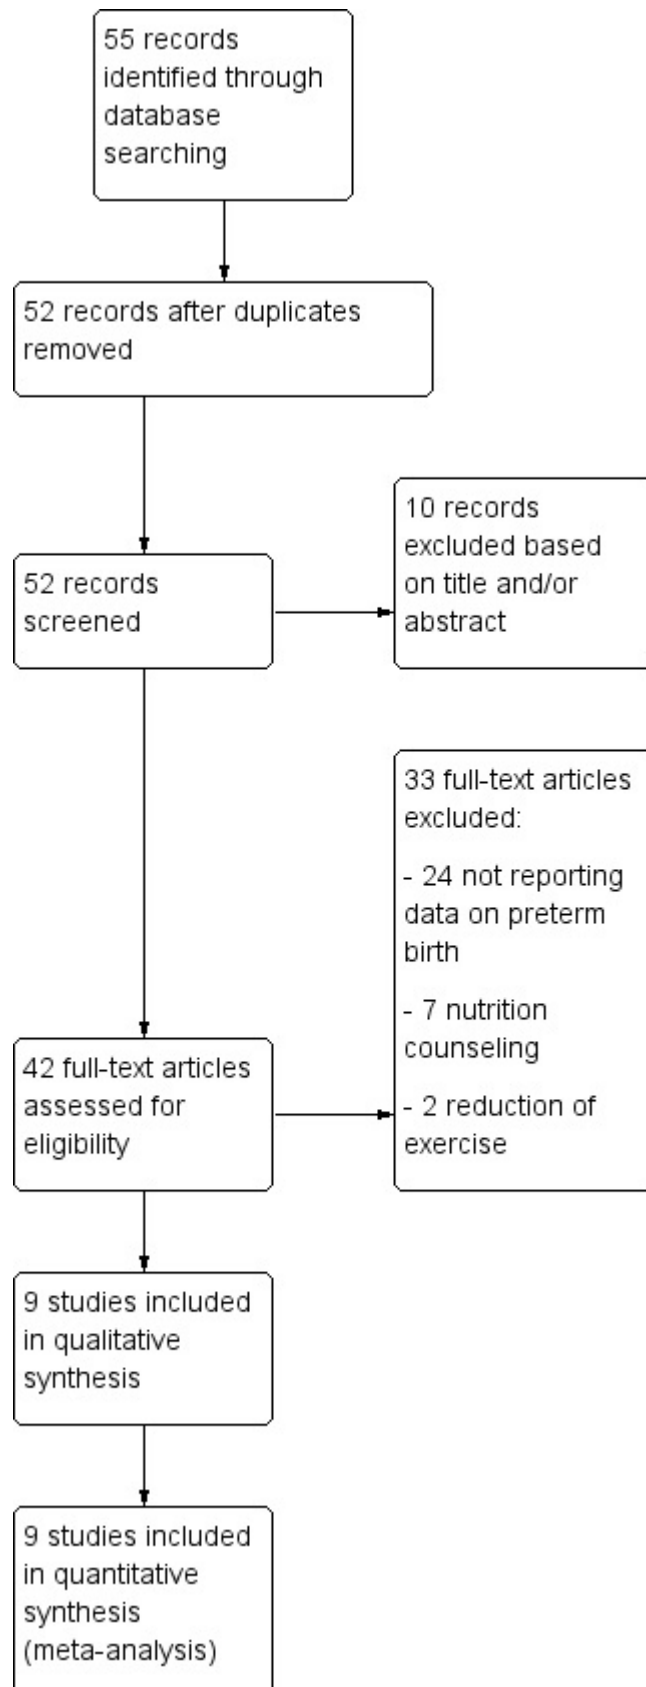 55 records
identified through
database
searching
52 records after duplicates
removed
52 records
screened
10 records
excluded based
on title and/or
abstract
42 full-text articles
assessed for
eligibility
33 full-text articles
excluded:
- 24 not reporting
data on preterm
birth
- 7 nutrition
counseling
- 2 reduction of
exercise
9 studies included
in qualitative
synthesis
9 studies included
in quantitative
synthesis
(meta-analysis)